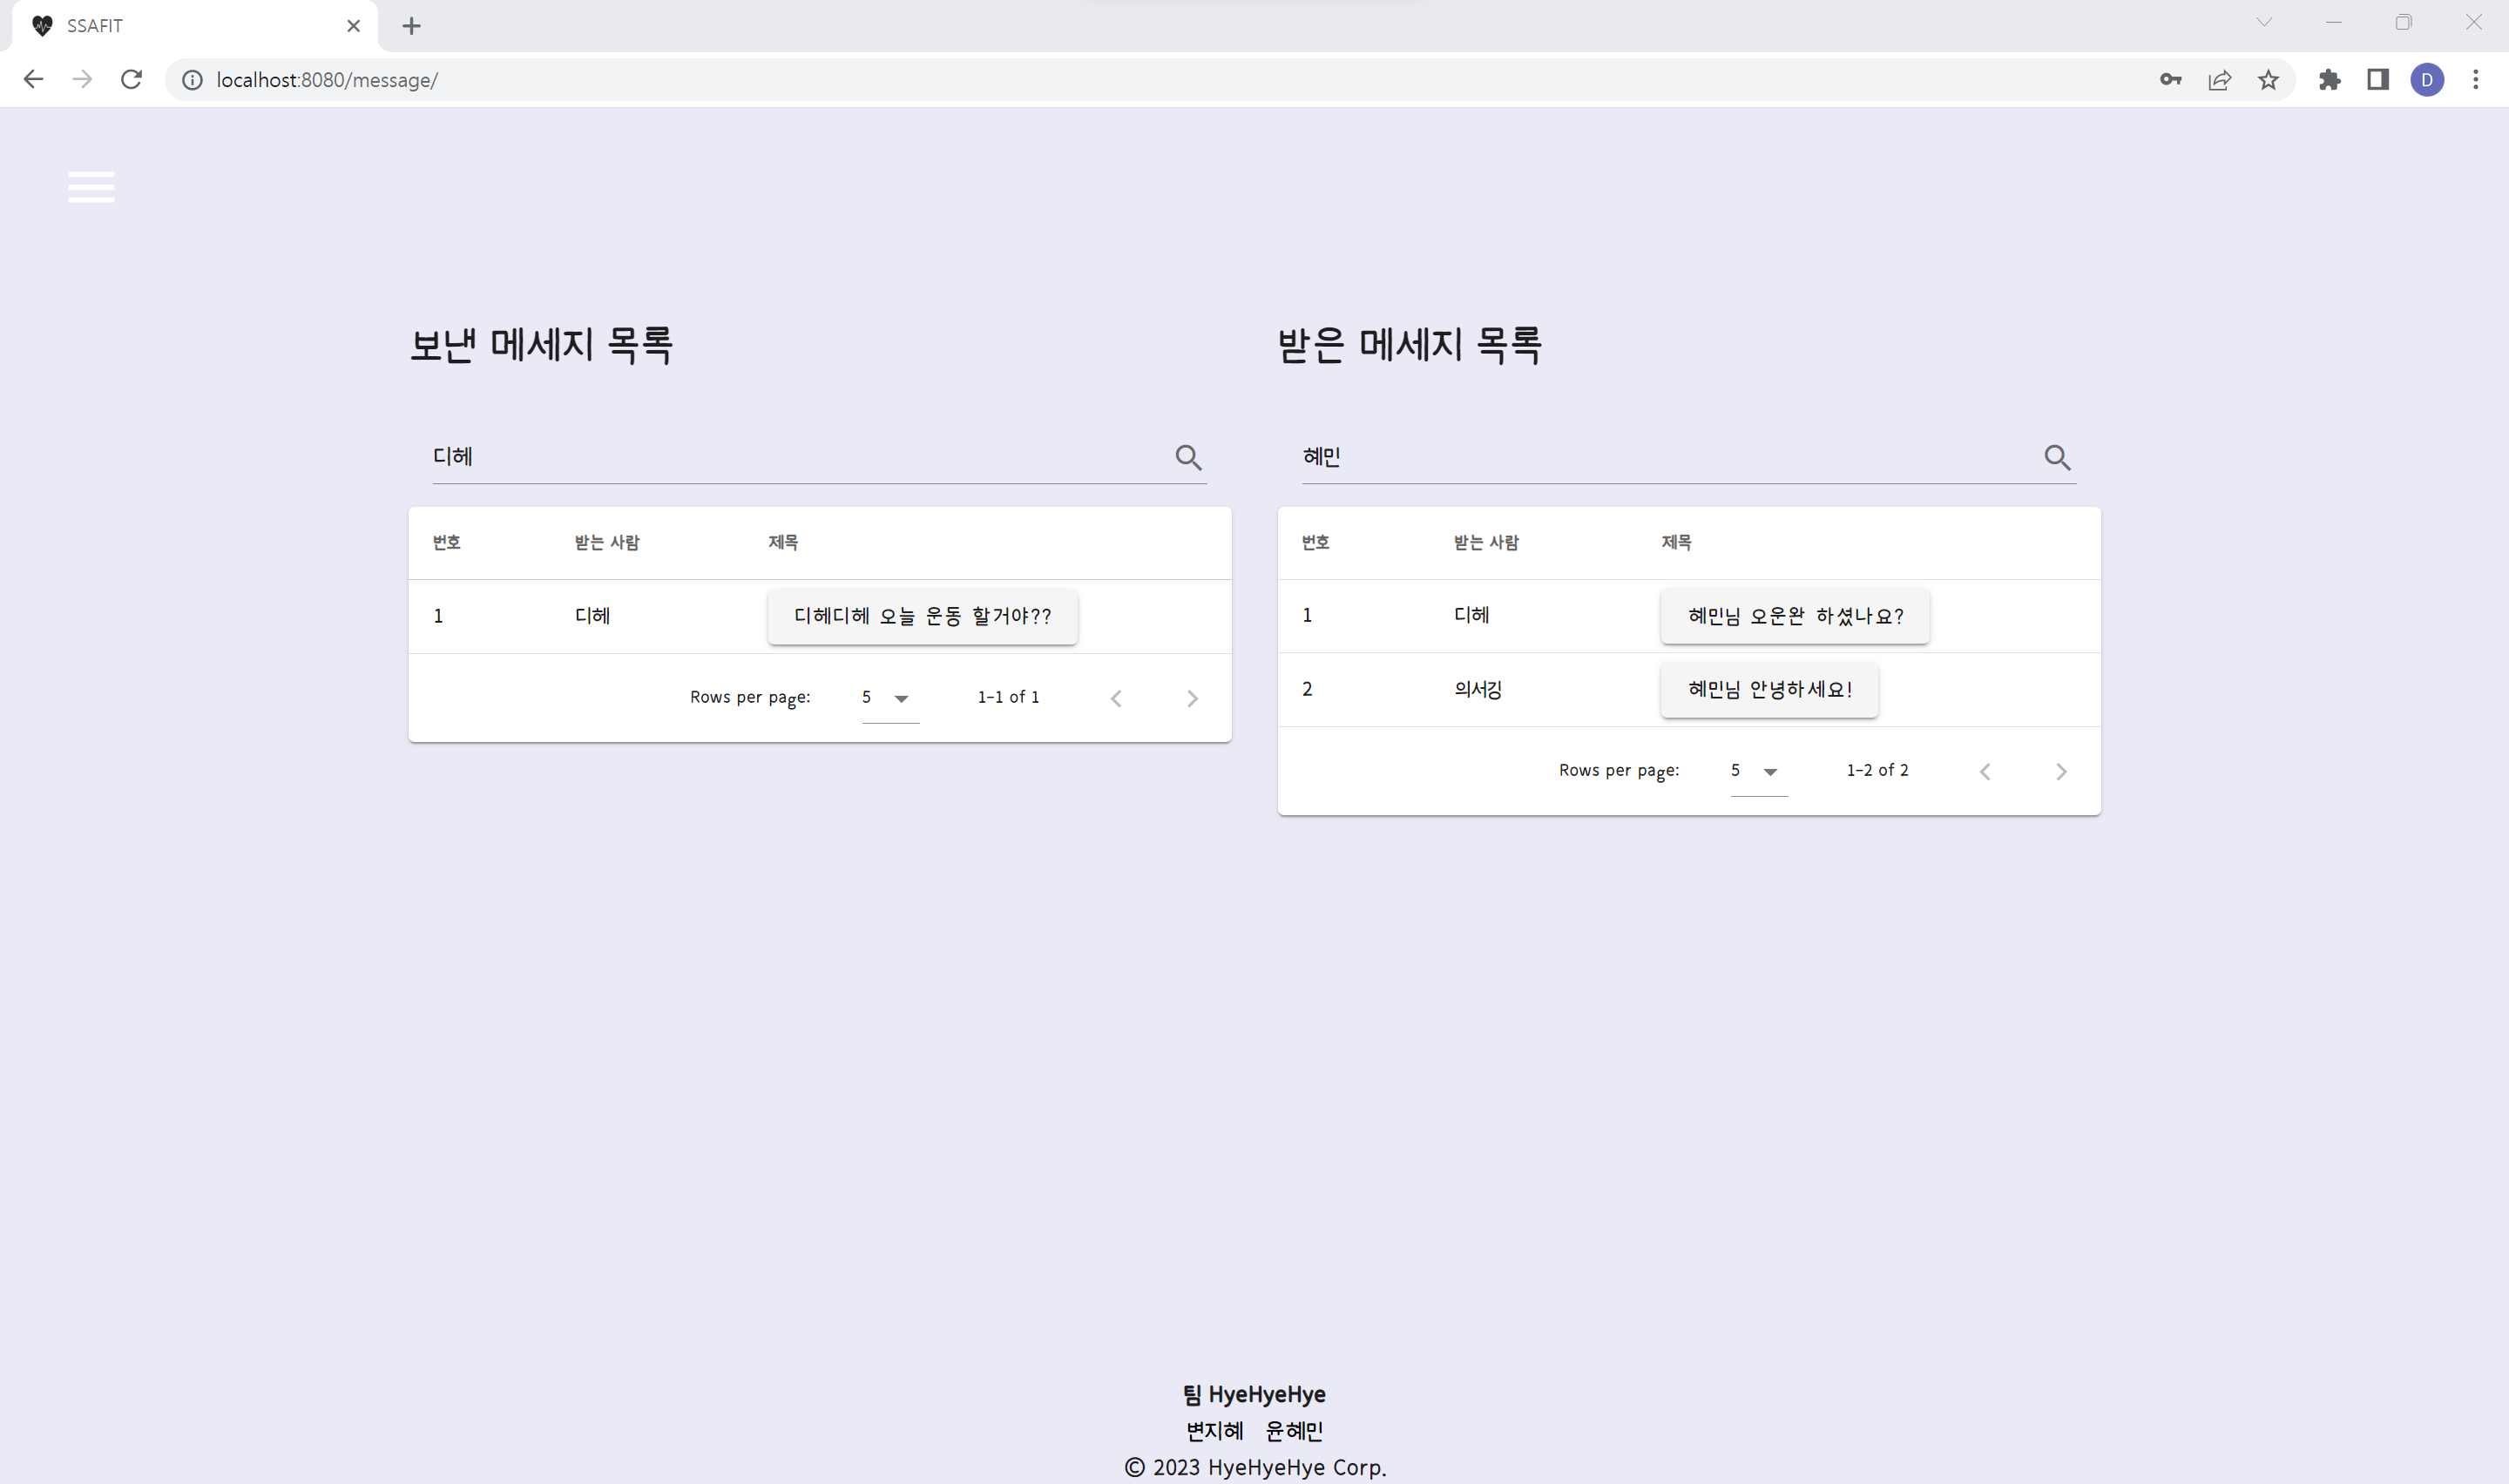 SSAFIT
localhost:8080/message/
D
보낸 메세지 목록
디헤
번호 받는 사람 제목
1 디헤 디헤디헤 오늘 운동 할거야??
Rows per page: 5 1-1 of 1
받은 메세지 목록
혜민
번호 받는 사람 제목
1 디헤 혜민님 오운완 하셨나요?
2 의서깅 혜민님 안녕하세요!
Rows per page: 5 1-2 of 2
팀 HyeHyeHye
변지혜 윤혜민
© 2023 HyeHyeHye Corp.